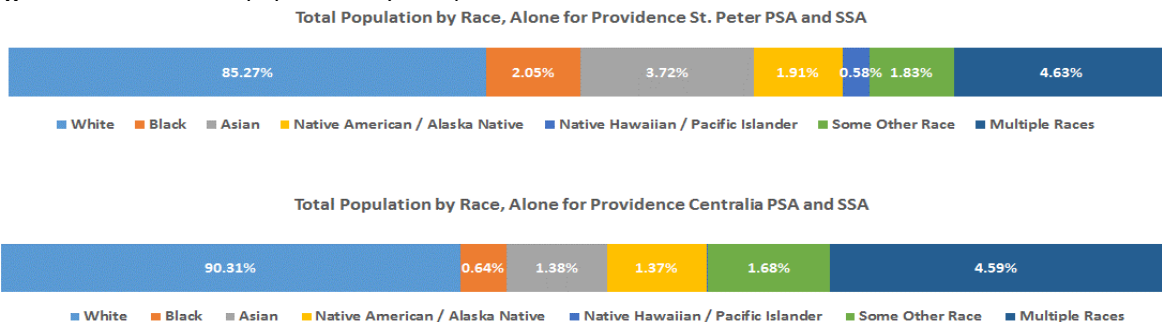 Total Population by Race, Alone for Providence St. Peter PSA and SSA
85.27% 2.05% 3.72% 1.91% 0.58% 1.83% 4.63%
White Black Asian Native American / Alaska Native Native Hawaiian / Pacific Islander Some Other Race Multiple Races
Total Population by Race, Alone for Providence Centralia PSA and SSA
90.31% 0.64% 1.38% 1.37% 1.68% 4.59%
White Black Asian Native American / Alaska Native Native Hawaiian / Pacific Islander Some Other Race Multiple Races